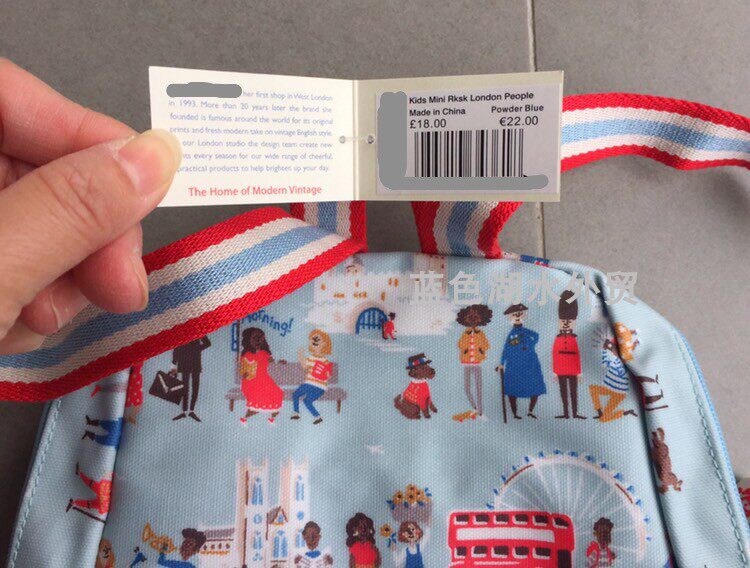 her first shop in West London
in 1993. More than 20 years later the brand she
founded is famous around the world for its original
prints and fresh modern take on vintage English style.
our London studio the design team create new
nts every season for our wide range of cheerful,
practical products to help brighten up your day.
The Home of Modern Vintage
Kids Mini Rksk London People
Powder Blue
Made in China
£18.00 €22.00
蓝色湖水外贸
Morning!